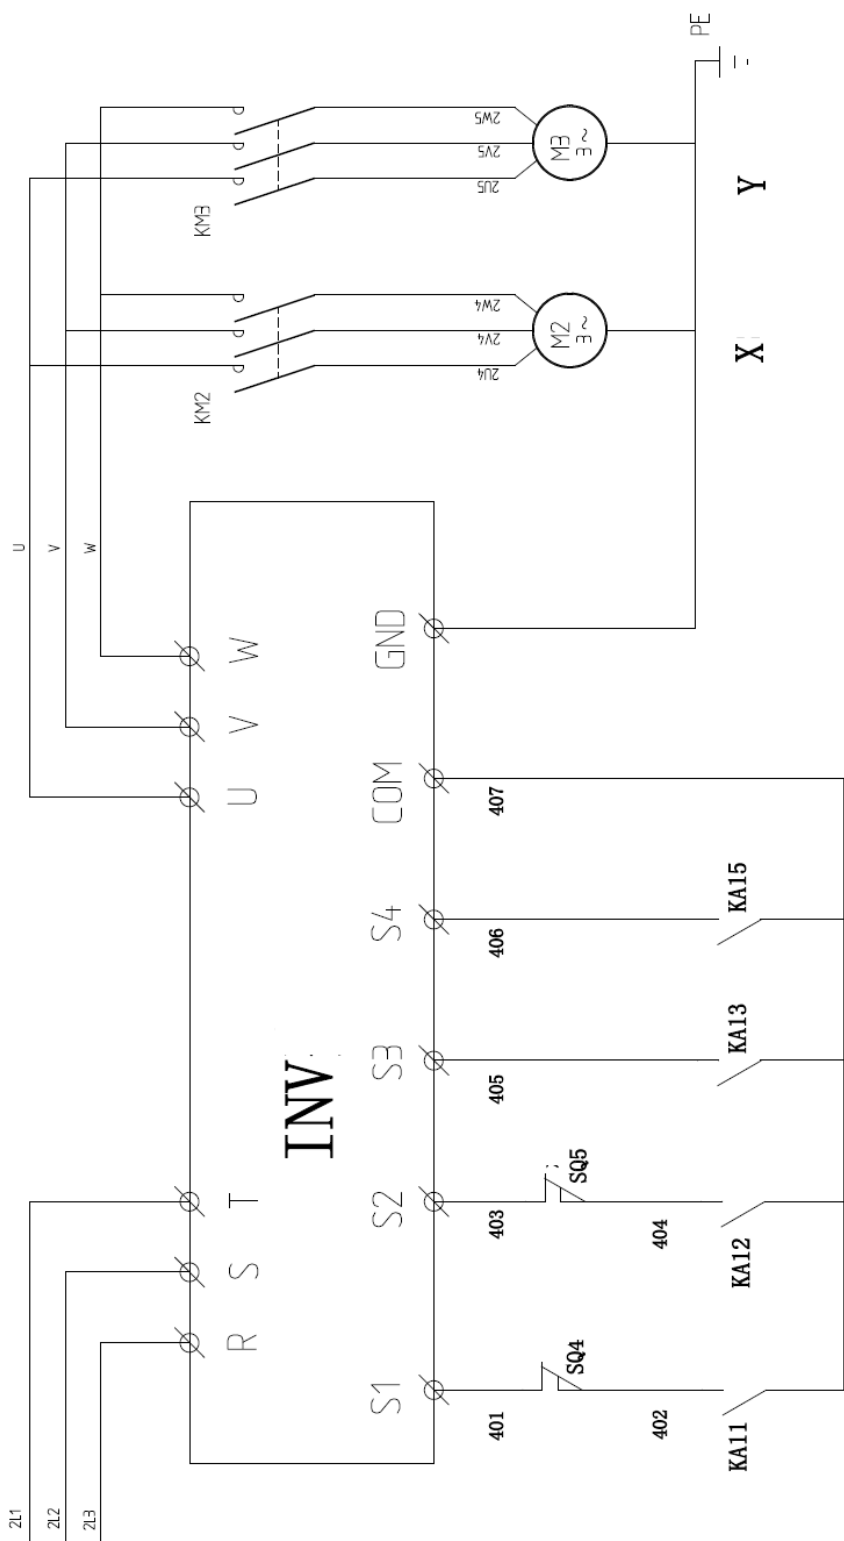 2L1
U
2L2
V
2L3
W
KM2
KM3
R
S
T
U
V
W
INV
S1
S2
S3
S4
COM
GND
401
403
405
406
407
2U4
2V4
2W4
2U5
2V5
2W5
M2
3~
M3
3~
SQ4
SQ5
402
404
PE
KA11
KA12
KA13
KA15
X
Y